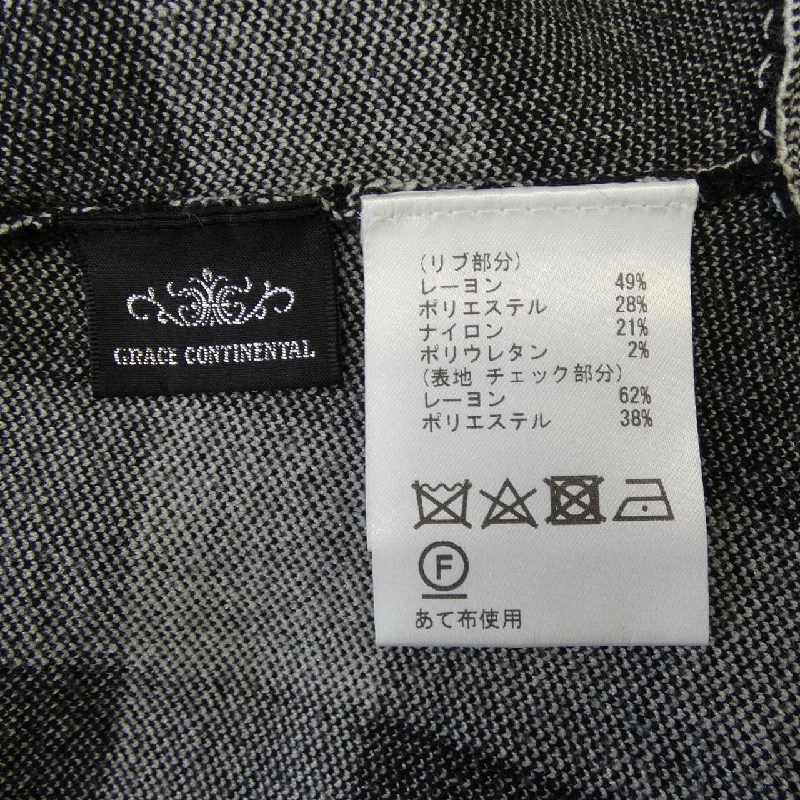 GRACE CONTINENTAL
(リブ部分)
レーヨン 49%
ポリエステル 28%
ナイロン 21%
ポリウレタン 2%
(表地 チェック部分)
レーヨン 62%
ポリエステル 38%
F
あて布使用